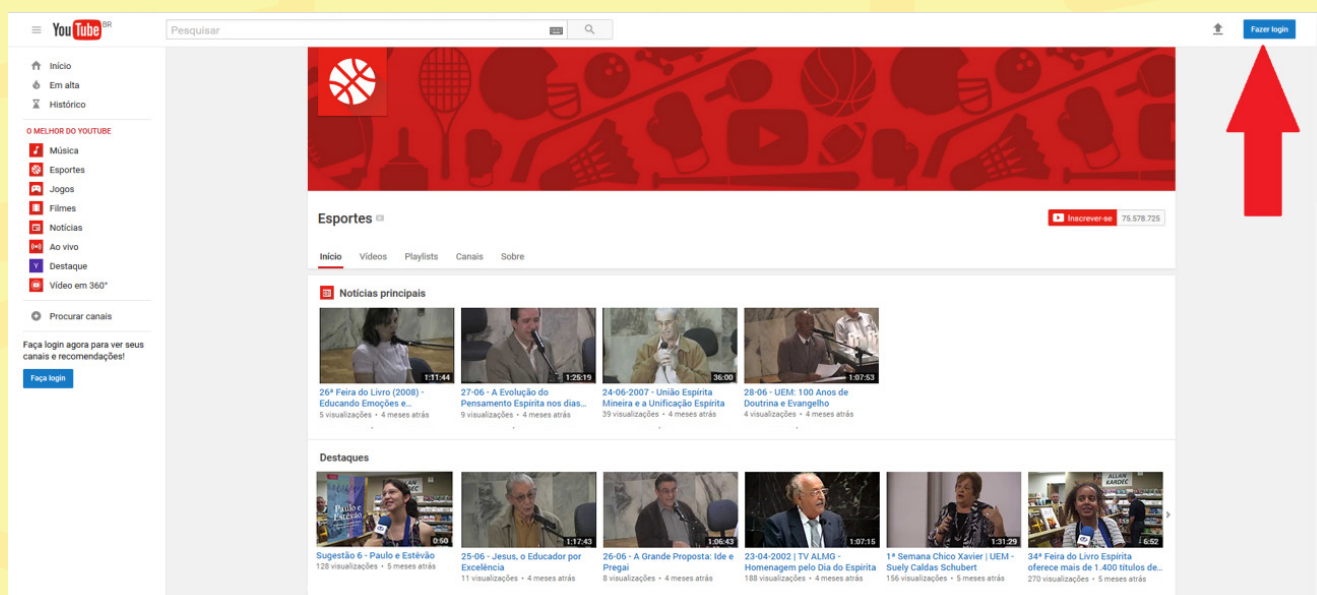 YouTube BR
Pesquisar
Fazer login
Início
Em alta
Histórico
O MELHOR DO YOUTUBE
Música
Esportes
Jogos
Filmes
Notícias
Ao vivo
Destaque
Vídeo em 360°
Procurar canais
Faça login agora para ver seus
canais e recomendações!
Faça login
Esportes
Inscrever-se 75.578.725
Início Vídeos Playlists Canais Sobre
Notícias principais
1:11:44 1:25:19 36:00 1:07:53
26ª Feira do Livro (2008) -
Educando Emoções e...
5 visualizações • 4 meses atrás
27-06 - A Evolução do
Pensamento Espírita nos dias...
9 visualizações • 4 meses atrás
24-06-2007 - União Espírita
Mineira e a Unificação Espírita
39 visualizações • 4 meses atrás
28-06 - UEM: 100 Anos de
Doutrina e Evangelho
4 visualizações • 4 meses atrás
Destaques
Paulo e
Estêvão
ALLAN
KARDEC
0:50 1:17:43 1:06:43 1:07:15 1:31:29 6:52
Sugestão 6 - Paulo e Estêvão
128 visualizações • 5 meses atrás
25-06 - Jesus, o Educador por
Excelência
11 visualizações • 4 meses atrás
26-06 - A Grande Proposta: Ide e
Pregai
8 visualizações • 4 meses atrás
23-04-2002 | TV ALMG -
Homenagem pelo Dia do Espírita
188 visualizações • 4 meses atrás
1ª Semana Chico Xavier | UEM -
Suely Caldas Schubert
156 visualizações • 5 meses atrás
34ª Feira do Livro Espírita
oferece mais de 1.400 títulos de...
270 visualizações • 5 meses atrás